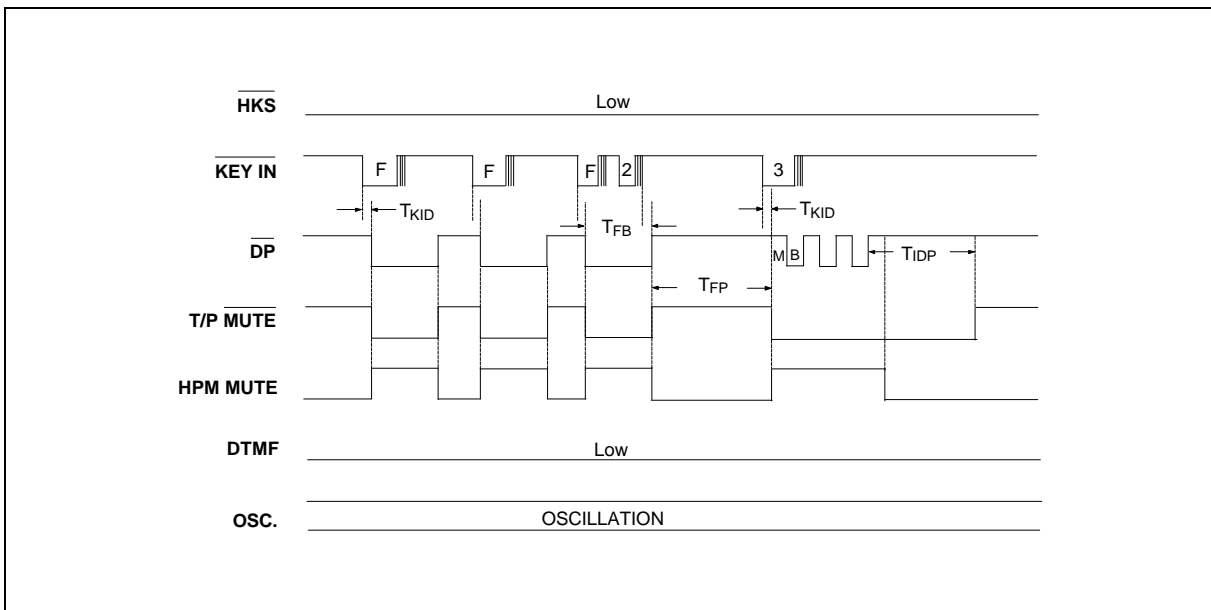 HKS
Low
KEY IN
F
F
F
2
3
TKID
TKID
TFB
DP
M
B
TIDP
TFP
T/P MUTE
HPM MUTE
DTMF
Low
OSC.
OSCILLATION